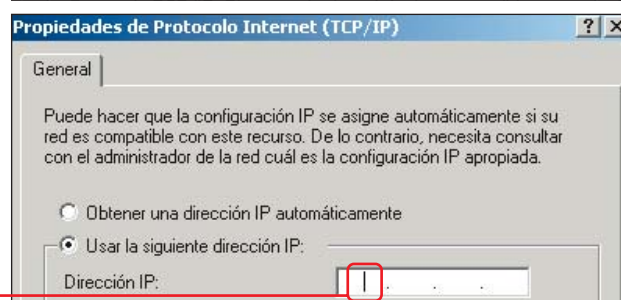 Propiedades de Protocolo Internet (TCP/IP)
General
Puede hacer que la configuración IP se asigne automáticamente si su
red es compatible con este recurso. De lo contrario, necesita consultar
con el administrador de la red cuál es la configuración IP apropiada.
Obtener una dirección IP automáticamente
Usar la siguiente dirección IP:
Dirección IP: